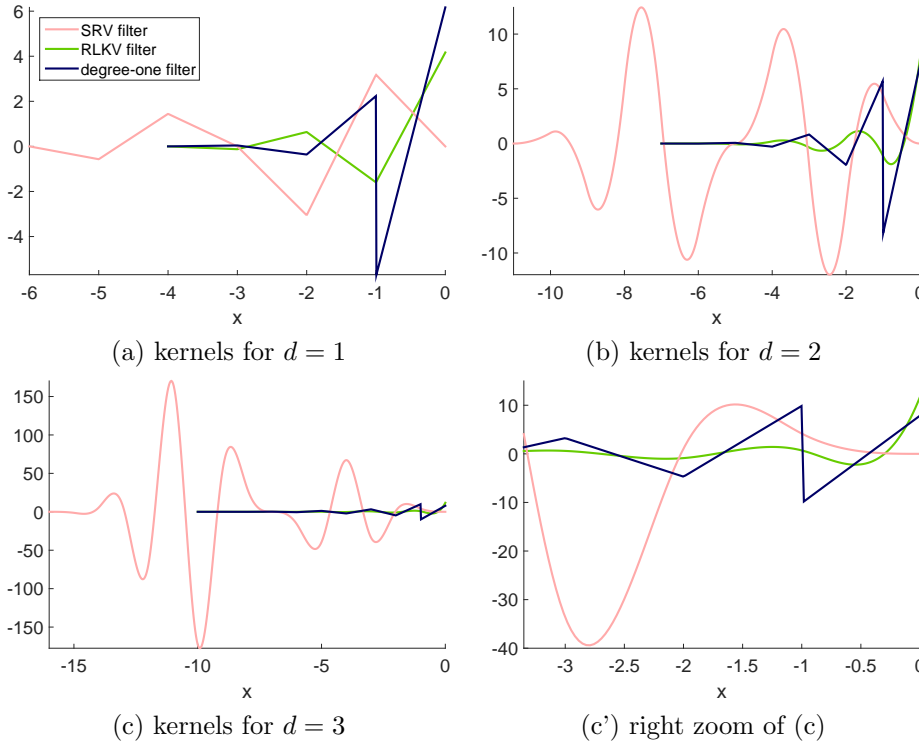 6
4
2
0
-2
-4
SRV filter
RLKV filter
degree-one filter
-6 -5 -4 -3 -2 -1 0
x
(a) kernels for d = 1
10
5
0
-5
-10
-10 -8 -6 -4 -2 0
x
(b) kernels for d = 2
150
100
50
0
-50
-100
-150
-15 -10 -5 0
x
(c) kernels for d = 3
10
0
-10
-20
-30
-40
-3 -2.5 -2 -1.5 -1 -0.5 0
x
(c') right zoom of (c)